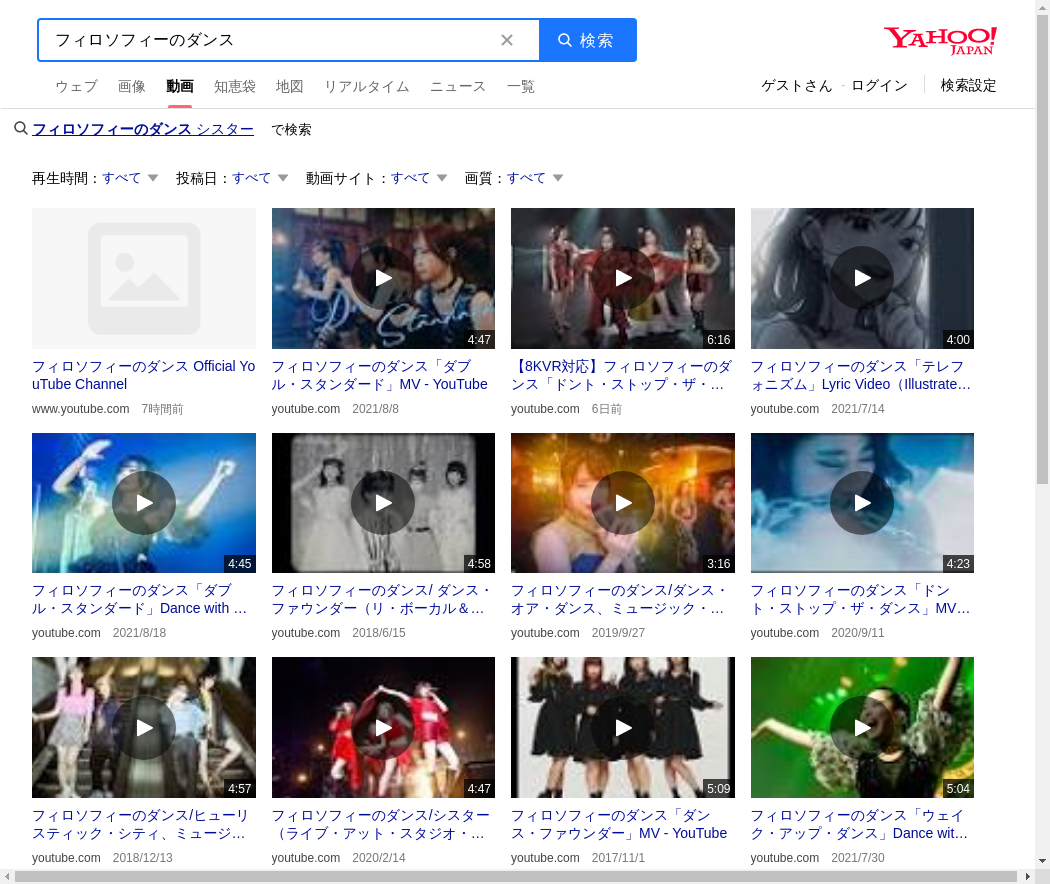 フィロソフィーのダンス
検索
YAHOO!
JAPAN
ウェブ 画像 動画 知恵袋 地図 リアルタイム ニュース 一覧
ゲストさん - ログイン 検索設定
フィロソフィーのダンス シスター で検索
再生時間：すべて 投稿日：すべて 動画サイト：すべて 画質：すべて
4:47
6:16
4:00
フィロソフィーのダンス Official Yo
uTube Channel
www.youtube.com 7時間前
フィロソフィーのダンス「ダブ
ル・スタンダード」MV - YouTube
youtube.com 2021/8/8
【8KVR対応】フィロソフィーのダ
ンス「ドント・ストップ・ザ・…
youtube.com 6日前
フィロソフィーのダンス「テレフ
ォニズム」Lyric Video（Illustrate…
youtube.com 2021/7/14
4:45
4:58
3:16
4:23
フィロソフィーのダンス「ダブ
ル・スタンダード」Dance with …
youtube.com 2021/8/18
フィロソフィーのダンス/ ダンス・
ファウンダー（リ・ボーカル＆…
youtube.com 2018/6/15
フィロソフィーのダンス/ダンス・
オア・ダンス、ミュージック・…
youtube.com 2019/9/27
フィロソフィーのダンス「ドン
ト・ストップ・ザ・ダンス」MV…
youtube.com 2020/9/11
4:57
4:47
5:09
5:04
フィロソフィーのダンス/ヒューリ
スティック・シティ、ミュージ…
youtube.com 2018/12/13
フィロソフィーのダンス/シスター
（ライブ・アット・スタジオ・…
youtube.com 2020/2/14
フィロソフィーのダンス「ダン
ス・ファウンダー」MV - YouTube
youtube.com 2017/11/1
フィロソフィーのダンス「ウェイ
ク・アップ・ダンス」Dance wit…
youtube.com 2021/7/30